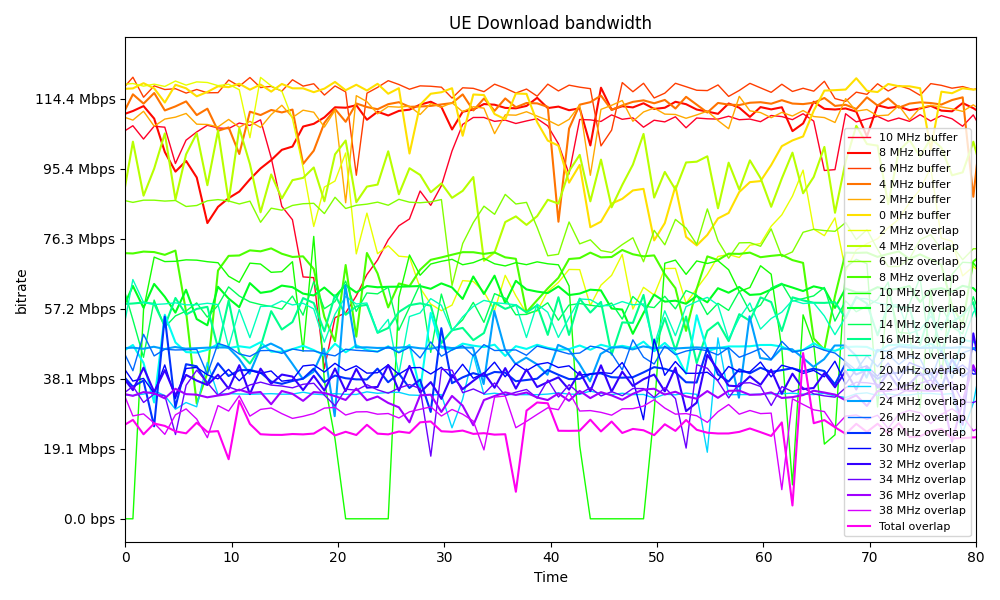 UE Download bandwidth
bitrate
114.4 Mbps
95.4 Mbps
76.3 Mbps
57.2 Mbps
38.1 Mbps
19.1 Mbps
0.0 bps
10 MHz buffer
8 MHz buffer
6 MHz buffer
4 MHz buffer
2 MHz buffer
0 MHz buffer
2 MHz overlap
4 MHz overlap
6 MHz overlap
8 MHz overlap
10 MHz overlap
12 MHz overlap
14 MHz overlap
16 MHz overlap
18 MHz overlap
20 MHz overlap
22 MHz overlap
24 MHz overlap
26 MHz overlap
28 MHz overlap
30 MHz overlap
32 MHz overlap
34 MHz overlap
36 MHz overlap
38 MHz overlap
Total overlap
0 10 20 30 40 50 60 70 80
Time